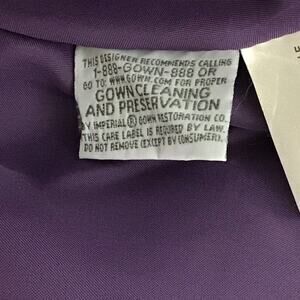 THIS DESIGNER RECOMMENDS CALLING
1-888-GOWN-888 OR
GO TO: WWW.GOWN.COM FOR PROPER
GOWN CLEANING
AND PRESERVATION
BY IMPERIAL® GOWN RESTORATION CO.
THIS CARE LABEL IS REQUIRED BY LAW.
DO NOT REMOVE (EXCEPT BY CONSUMER).